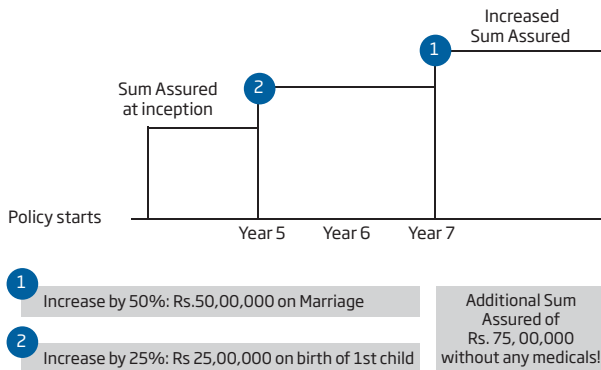 Increased
Sum Assured
1
2
Sum Assured
at inception
Policy starts
Year 5 Year 6 Year 7
1
Increase by 50%: Rs.50,00,000 on Marriage
2
Increase by 25%: Rs 25,00,000 on birth of 1st child
Additional Sum
Assured of
Rs. 75, 00,000
without any medicals!